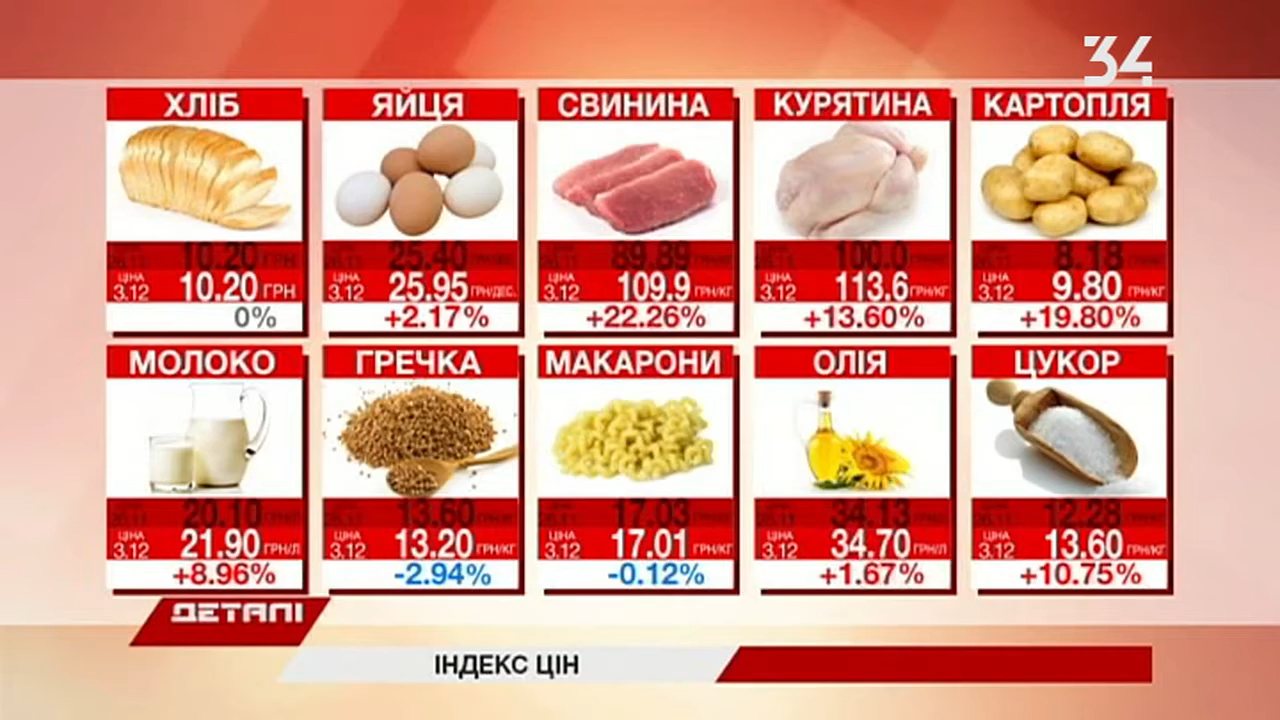 34
ХЛІБ
10.20
ЦІНА
3.12 10.20 ГРН
0%
ЯЙЦЯ
25.40
ЦІНА
3.12 25.95 ГРН/ДЕС.
+2.17%
СВИНИНА
89.89
ЦІНА
3.12 109.9 ГРН/КГ
+22.26%
КУРЯТИНА
100.0
ЦІНА
3.12 113.6 ГРН/КГ
+13.60%
КАРТОПЛЯ
8.18
ЦІНА
3.12 9.80 ГРН/КГ
+19.80%
МОЛОКО
20.10
ЦІНА
3.12 21.90 ГРН/Л
+8.96%
ГРЕЧКА
13.60
ЦІНА
3.12 13.20 ГРН/КГ
-2.94%
МАКАРОНИ
17.03
ЦІНА
3.12 17.01 ГРН/КГ
-0.12%
ОЛІЯ
34.13
ЦІНА
3.12 34.70 ГРН/Л
+1.67%
ЦУКОР
12.28
ЦІНА
3.12 13.60 ГРН/КГ
+10.75%
ДЕТАЛІ
ІНДЕКС ЦІН